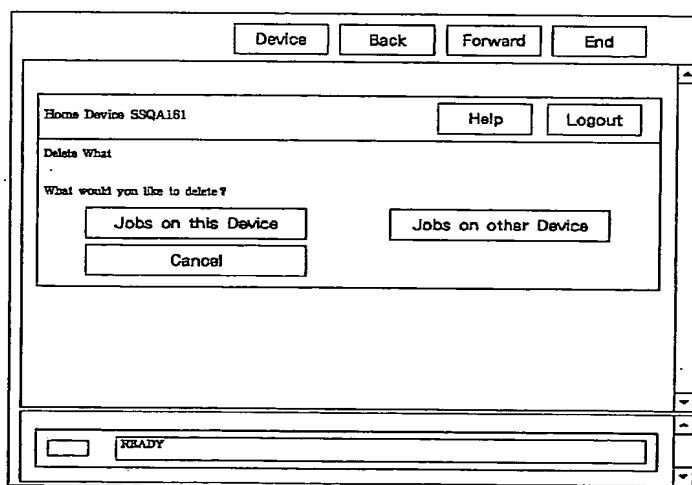 Device Back Forward End
Home Device SSQA161 Help Logout
Delete What
What would you like to delete?
Jobs on this Device Jobs on other Device
Cancel
READY